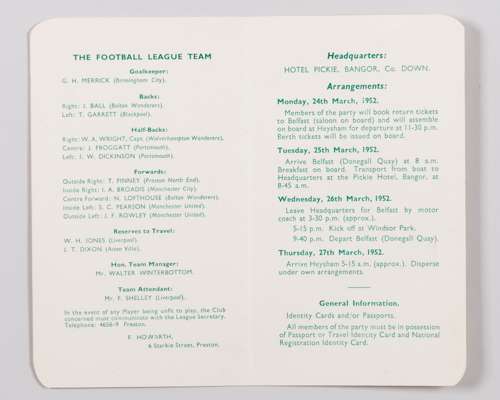 THE FOOTBALL LEAGUE TEAM
Goalkeeper:
G. H. MERRICK (Birmingham City).
Backs:
Right: J. BALL (Bolton Wanderers).
Left: T. GARRETT (Blackpool).
Half-Backs:
Right: W. A. WRIGHT, Capt. (Wolverhampton Wanderers).
Centre: J. FROGGATT (Portsmouth).
Left: J. W. DICKINSON (Portsmouth).
Forwards:
Outside Right: T. FINNEY (Preston North End).
Inside Right: I. A. BROADIS (Manchester City).
Centre Forward: N. LOFTHOUSE (Bolton Wanderers).
Inside Left: S. C. PEARSON (Manchester United).
Outside Left: J. F. ROWLEY (Manchester United).
Reserves to Travel:
W. H. JONES (Liverpool)
J. T. DIXON (Aston Villa).
Hon. Team Manager:
Mr. WALTER WINTERBOTTOM.
Team Attendant:
Mr. F. SHELLEY (Liverpool).
In the event of any Player being unfit to play, the Club
concerned must communicate with the League Secretary.
Telephone: 4656-9 Preston.
F. HOWARTH,
6 Starkie Street, Preston.
Headquarters:
HOTEL PICKIE, BANGOR, Co. DOWN.
Arrangements:
Monday, 24th March, 1952.
Members of the party will book return tickets
to Belfast (saloon on board) and will assemble
on board at Heysham for departure at 11-30 p.m.
Berth tickets will be issued on board.
Tuesday, 25th March, 1952.
Arrive Belfast (Donegall Quay) at 8 a.m.
Breakfast on board. Transport from boat to
Headquarters at the Pickie Hotel, Bangor, at
8-45 a.m.
Wednesday, 26th March, 1952.
Leave Headquarters for Belfast by motor
coach at 3-30 p.m. (approx.).
5-15 p.m. Kick off at Windsor Park.
9-40 p.m. Depart Belfast (Donegall Quay).
Thursday, 27th March, 1952.
Arrive Heysham 5-15 a.m. (approx.). Disperse
under own arrangements.
General Information.
Identity Cards and/or Passports.
All members of the party must be in possession
of Passport or Travel Identity Card and National
Registration Identity Card.